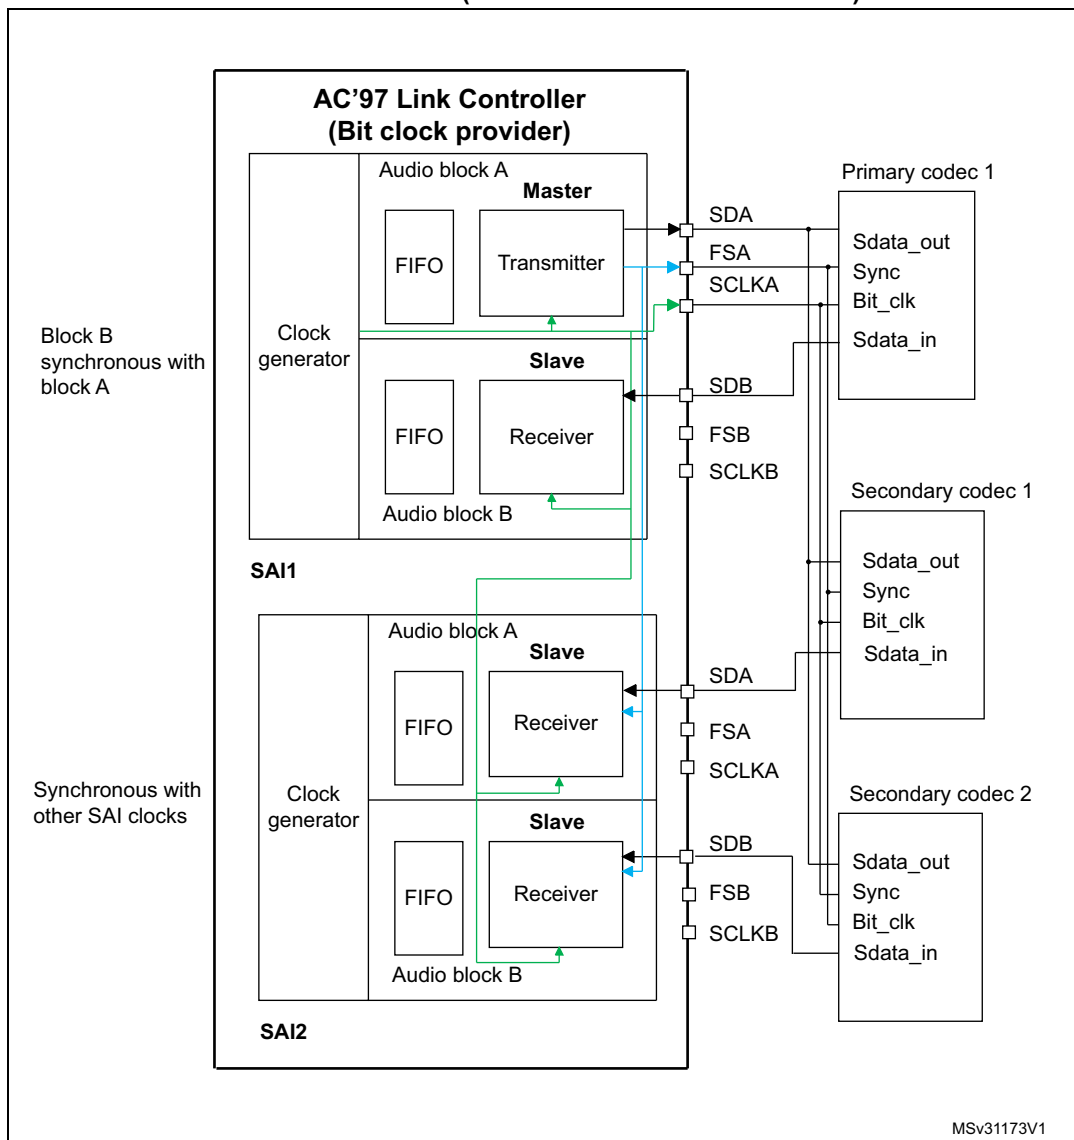 AC’97 Link Controller
(Bit clock provider)
Audio block A
Master
FIFO
Transmitter
Clock
generator
Slave
FIFO
Receiver
Audio block B
SAI1
Block B
synchronous with
block A
SDA
FSA
SCLKA
SDB
FSB
SCLKB
Primary codec 1
Sdata_out
Sync
Bit_clk
Sdata_in
Secondary codec 1
Sdata_out
Sync
Bit_clk
Sdata_in
Audio block A
Slave
FIFO
Receiver
Clock
generator
Slave
FIFO
Receiver
Audio block B
SAI2
Synchronous with
other SAI clocks
SDA
FSA
SCLKA
SDB
FSB
SCLKB
Secondary codec 2
Sdata_out
Sync
Bit_clk
Sdata_in
MSv31173V1